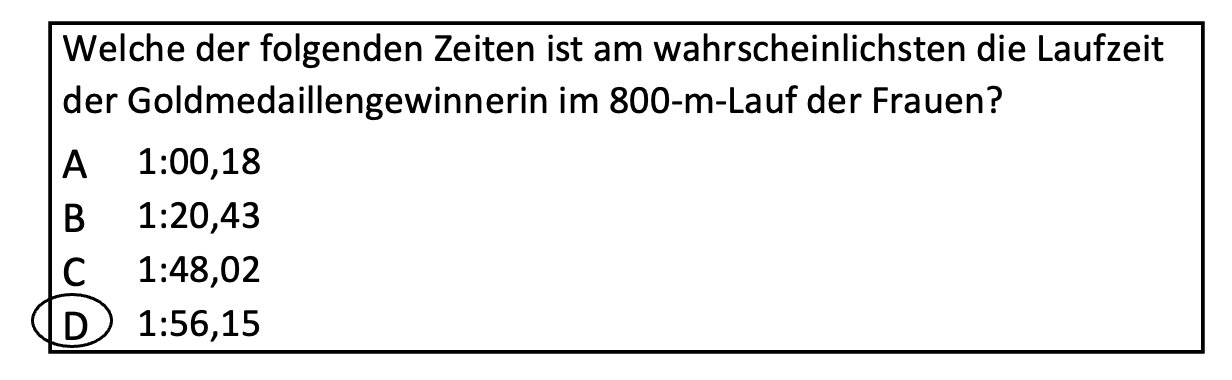 Welche der folgenden Zeiten ist am wahrscheinlichsten die Laufzeit
der Goldmedaillengewinnerin im 800-m-Lauf der Frauen?
A 1:00,18
B 1:20,43
C 1:48,02
D 1:56,15